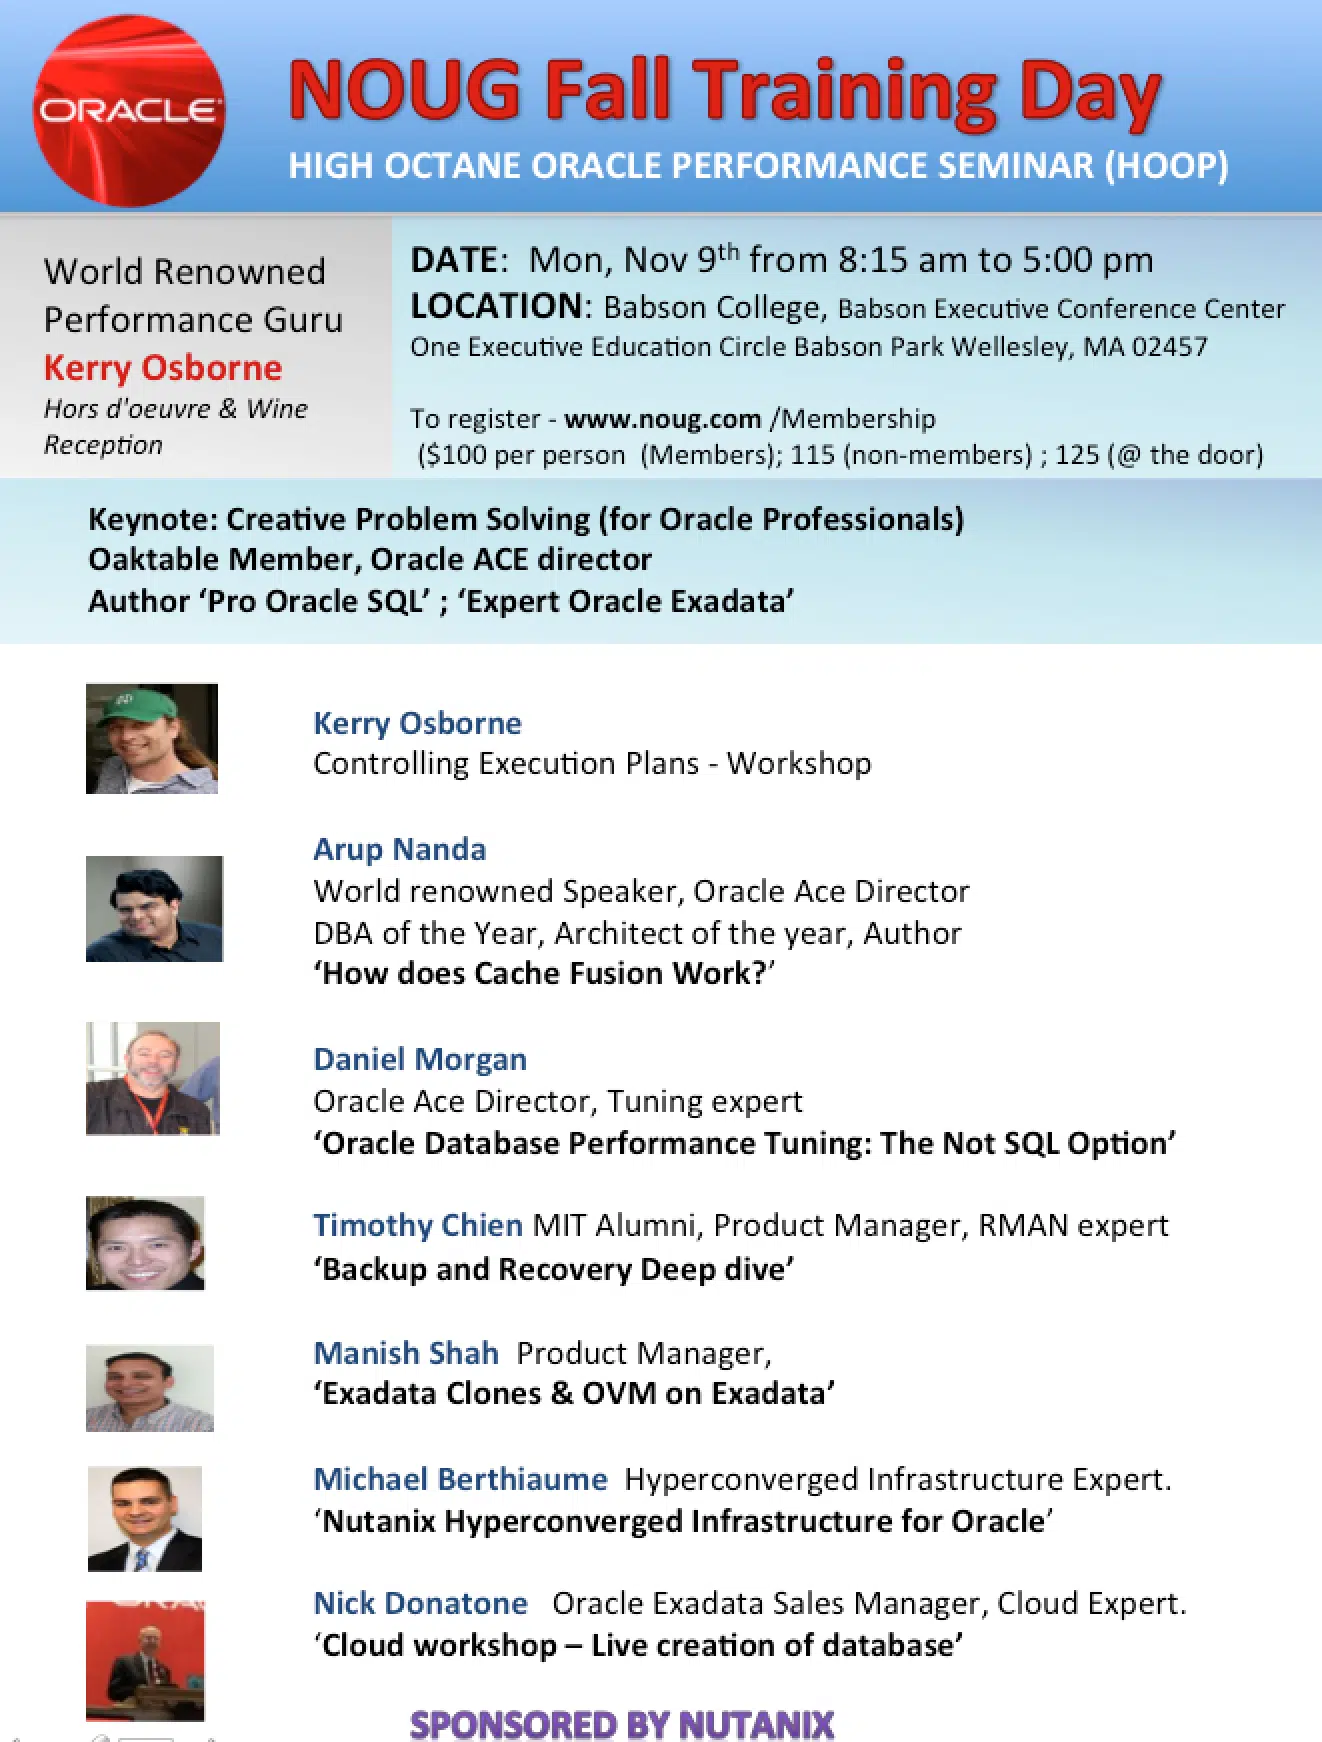 ORACLE
NOUG Fall Training Day
HIGH OCTANE ORACLE PERFORMANCE SEMINAR (HOOP)
World Renowned
Performance Guru
Kerry Osborne
Hors d'oeuvre & Wine
Reception
DATE:  Mon, Nov 9th from 8:15 am to 5:00 pm
LOCATION: Babson College, Babson Executive Conference Center
One Executive Education Circle Babson Park Wellesley, MA 02457
To register - www.noug.com /Membership
($100 per person  (Members); 115 (non-members) ; 125 (@ the door)
Keynote: Creative Problem Solving (for Oracle Professionals)
Oaktable Member, Oracle ACE director
Author ‘Pro Oracle SQL’ ; ‘Expert Oracle Exadata’
Kerry Osborne
Controlling Execution Plans - Workshop
Arup Nanda
World renowned Speaker, Oracle Ace Director
DBA of the Year, Architect of the year, Author
‘How does Cache Fusion Work?’
Daniel Morgan
Oracle Ace Director, Tuning expert
‘Oracle Database Performance Tuning: The Not SQL Option’
Timothy Chien MIT Alumni, Product Manager, RMAN expert
‘Backup and Recovery Deep dive’
Manish Shah  Product Manager,
‘Exadata Clones & OVM on Exadata’
Michael Berthiaume  Hyperconverged Infrastructure Expert.
‘Nutanix Hyperconverged Infrastructure for Oracle’
Nick Donatone   Oracle Exadata Sales Manager, Cloud Expert.
‘Cloud workshop – Live creation of database’
SPONSORED BY NUTANIX